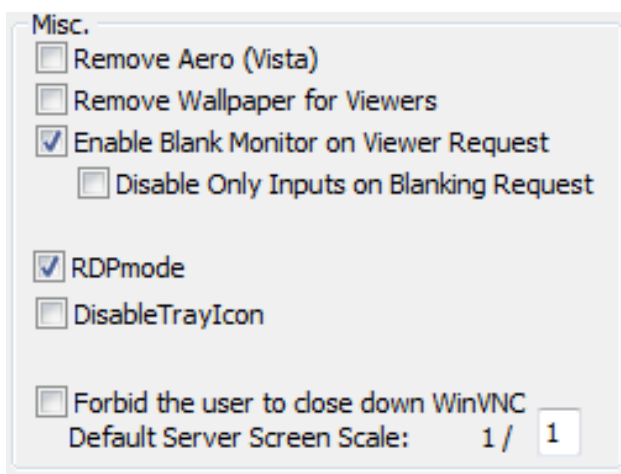 Misc.
Remove Aero (Vista)
Remove Wallpaper for Viewers
Enable Blank Monitor on Viewer Request
Disable Only Inputs on Blanking Request
RDPmode
DisableTrayIcon
Forbid the user to close down WinVNC
Default Server Screen Scale: 1 / 1